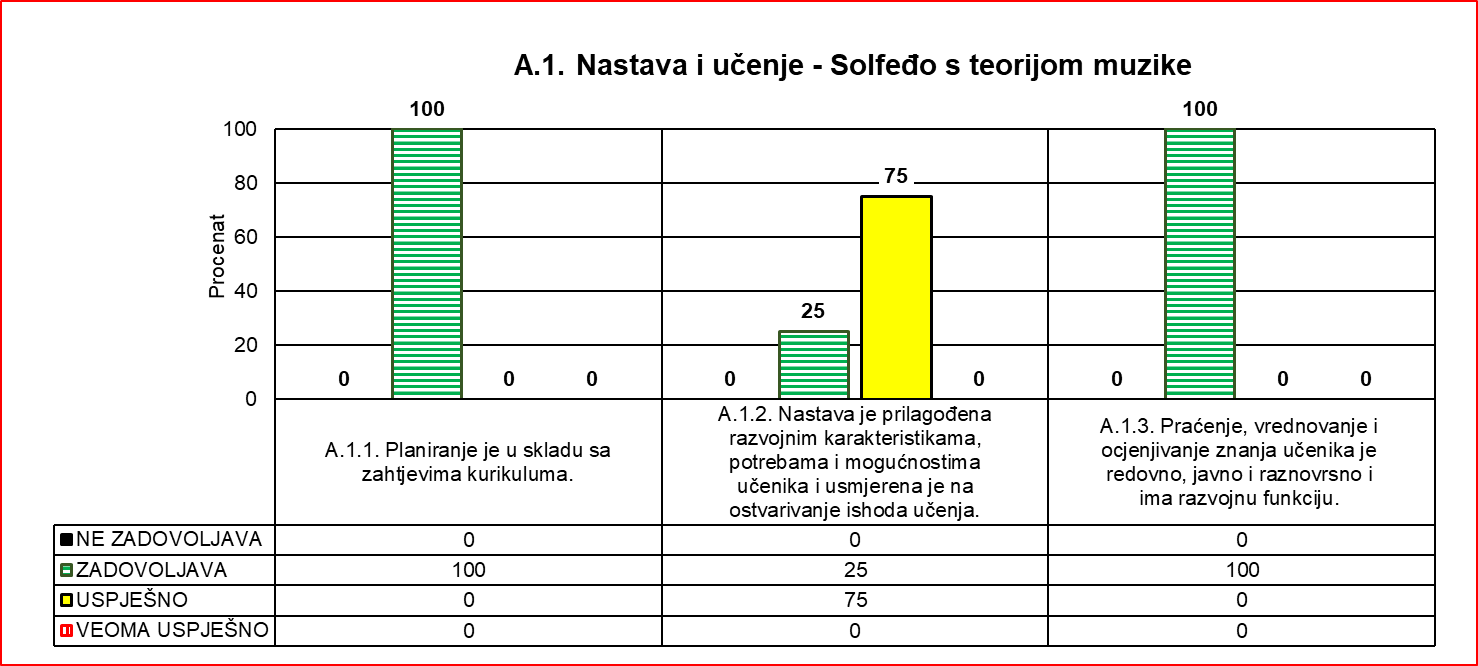 A.1. Nastava i učenje - Solfeđo s teorijom muzike
Procenat
100
80
60
40
20
0
0
100
0
0
0
25
75
0
0
100
0
0
A.1.1. Planiranje je u skladu sa
zahtjevima kurikuluma.
A.1.2. Nastava je prilagođena
razvojnim karakteristikama,
potrebama i mogućnostima
učenika i usmjerena je na
ostvarivanje ishoda učenja.
A.1.3. Praćenje, vrednovanje i
ocjenjivanje znanja učenika je
redovno, javno i raznovrsno i
ima razvojnu funkciju.
NE ZADOVOLJAVA 0 0 0
ZADOVOLJAVA 100 25 100
USPJEŠNO 0 75 0
VEOMA USPJEŠNO 0 0 0